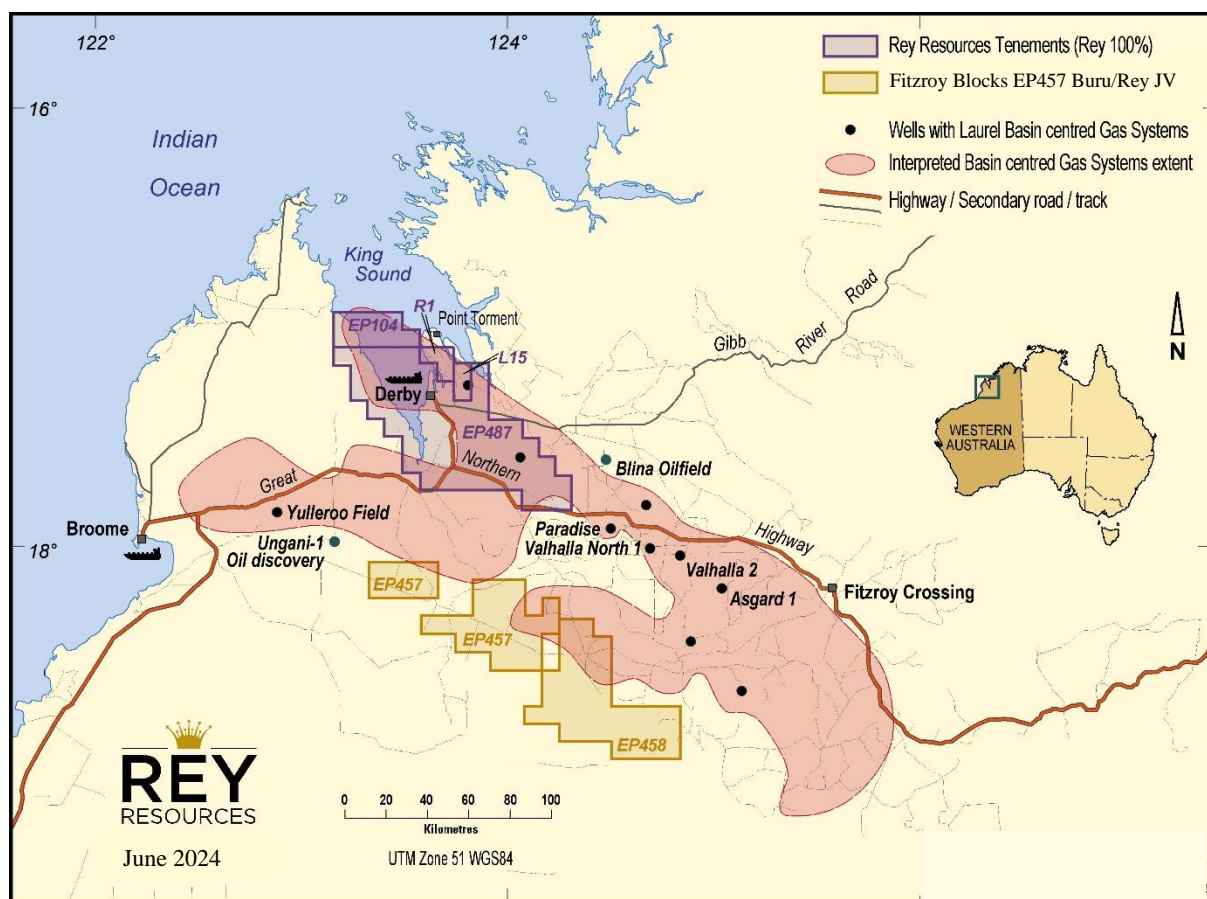 122°
124°
16°
18°
Rey Resources Tenements (Rey 100%)
Fitzroy Blocks EP457 Buru/Rey JV
Wells with Laurel Basin centred Gas Systems
Interpreted Basin centred Gas Systems extent
Highway / Secondary road / track
Indian
Ocean
King
Sound
R1
Point Torment
EP104
L15
Derby
EP487
Gibb
River
Road
N
WESTERN
AUSTRALIA
Great
Northern
Highway
Blina Oilfield
Yulleroo Field
Broome
Ungani-1
Oil discovery
Paradise
Valhalla North 1
Valhalla 2
Asgard 1
Fitzroy Crossing
EP457
EP457
EP458
REY
RESOURCES
June 2024
0 20 40 60 80 100
Kilometres
UTM Zone 51 WGS84